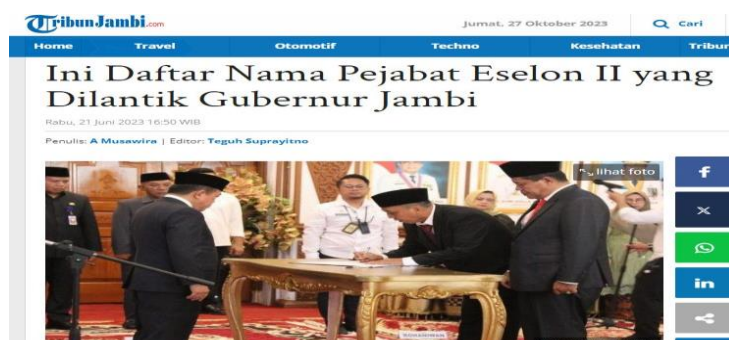 TribunJambi.com
Jumat, 27 Oktober 2023
Cari
Home Travel Otomotif Techno Kesehatan Tribun
Ini Daftar Nama Pejabat Eselon II yang
Dilantik Gubernur Jambi
Rabu, 21 Juni 2023 16:50 WIB
Penulis: A Musawira | Editor: Teguh Suprayitno
lihat foto